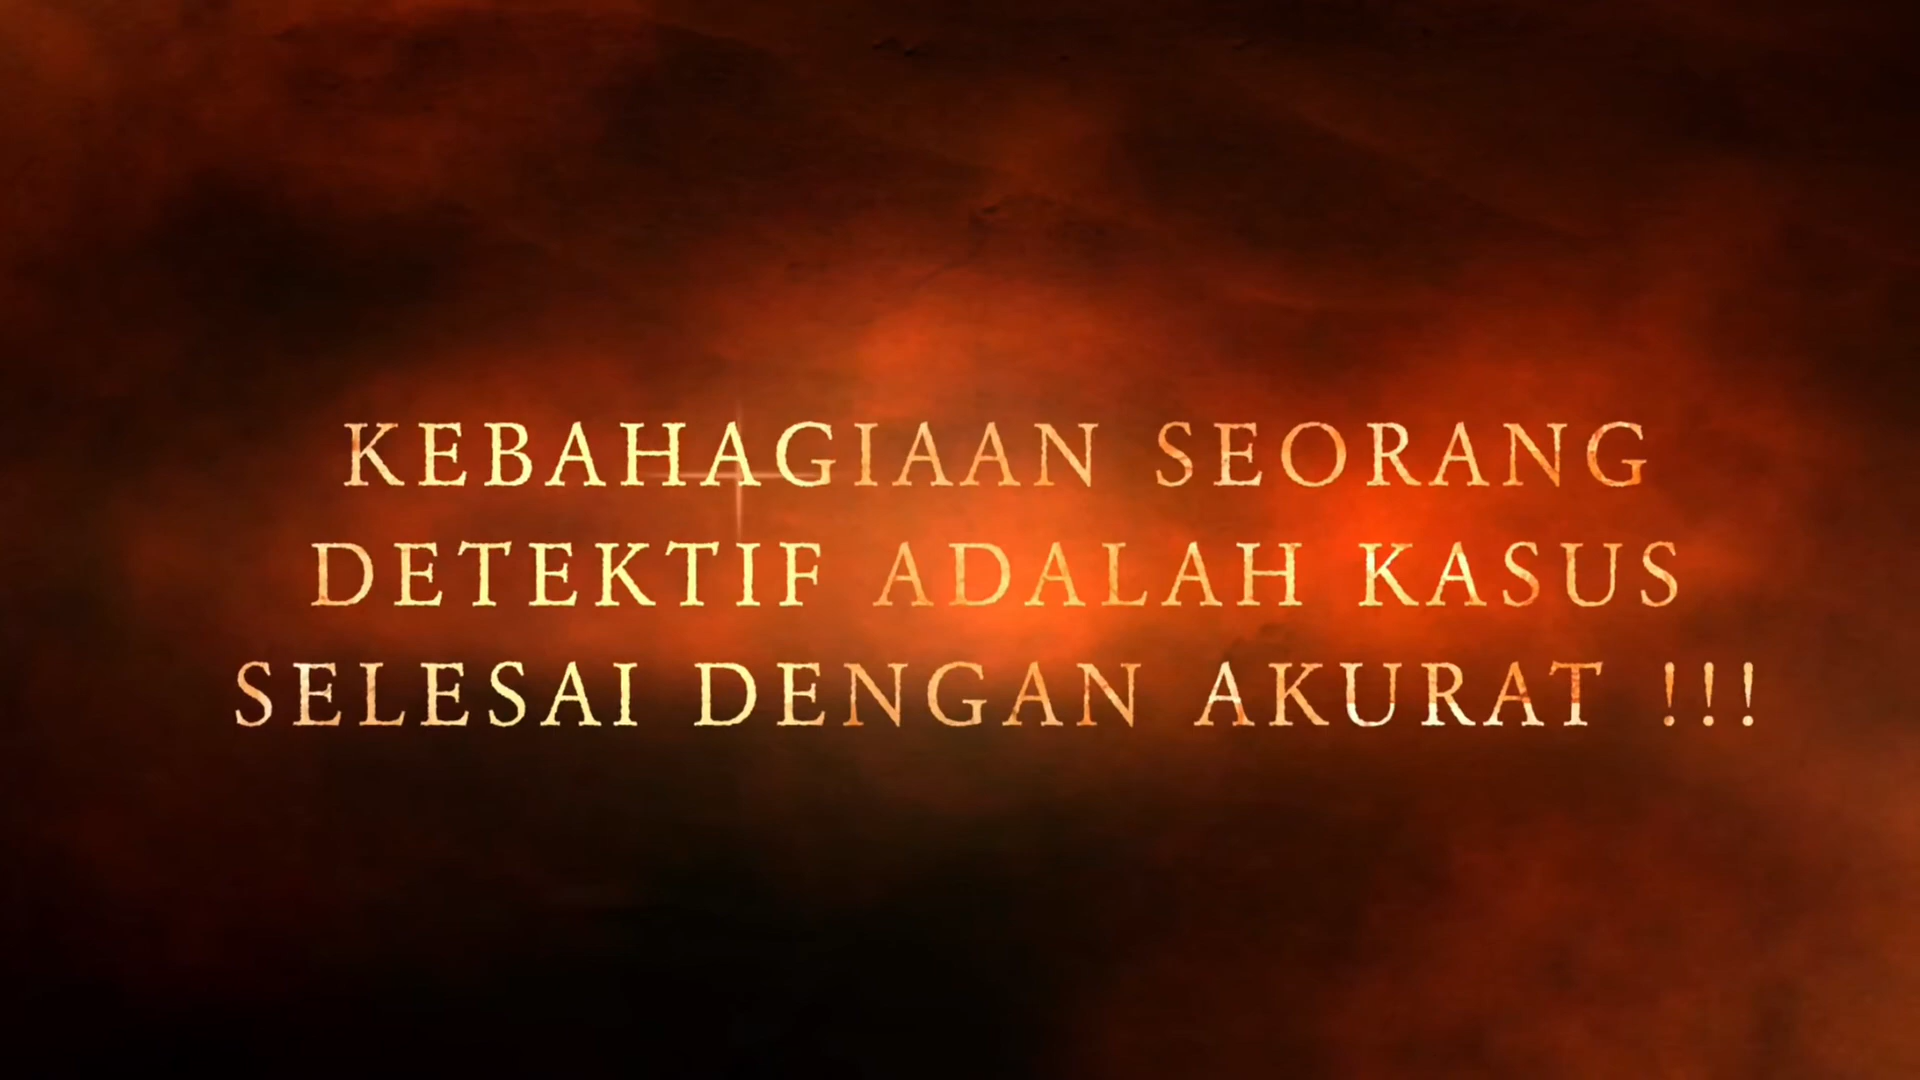 KEBAHAGIAAN SEORANG
DETEKTIF ADALAH KASUS
SELESAI DENGAN AKURAT !!!